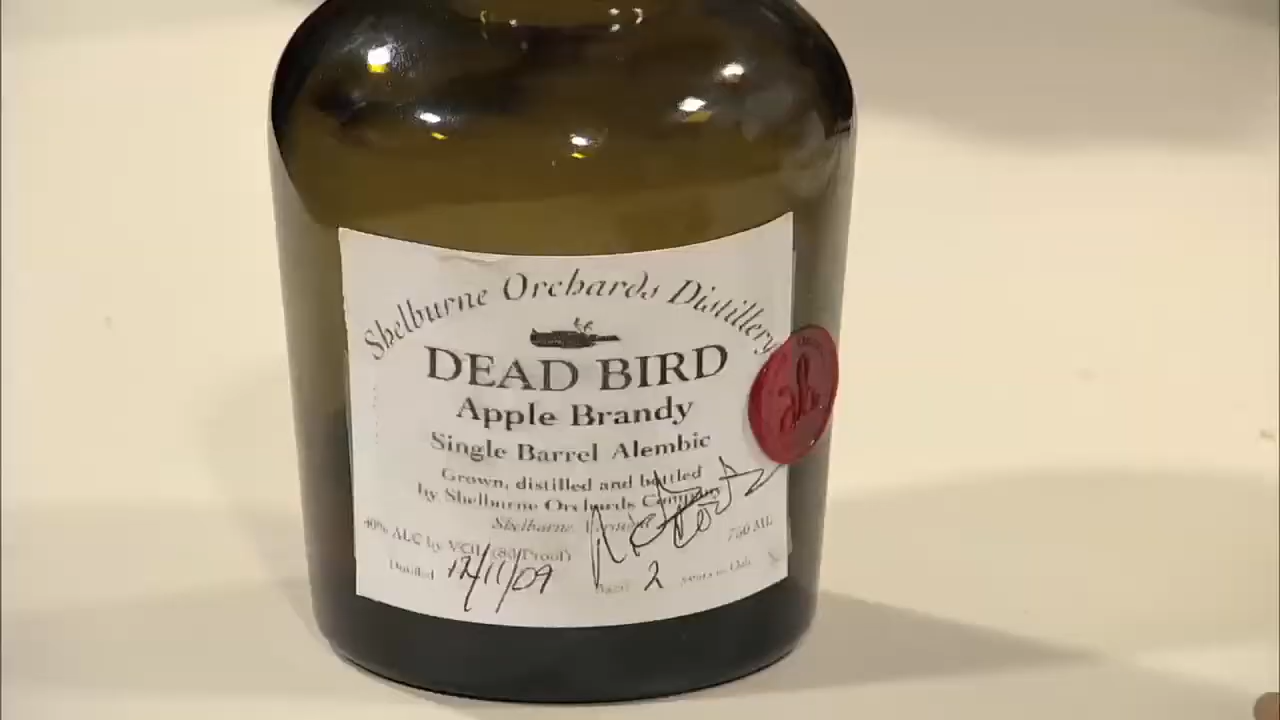 Shelburne Orchards Distillery
DEAD BIRD
Apple Brandy
Single Barrel Alembic
Grown, distilled and bottled
by Shelburne Orchards Company
Shelburne, Vermont
40% ALC by VOL (80 Proof) 750 ML
Distilled 12/11/09 2